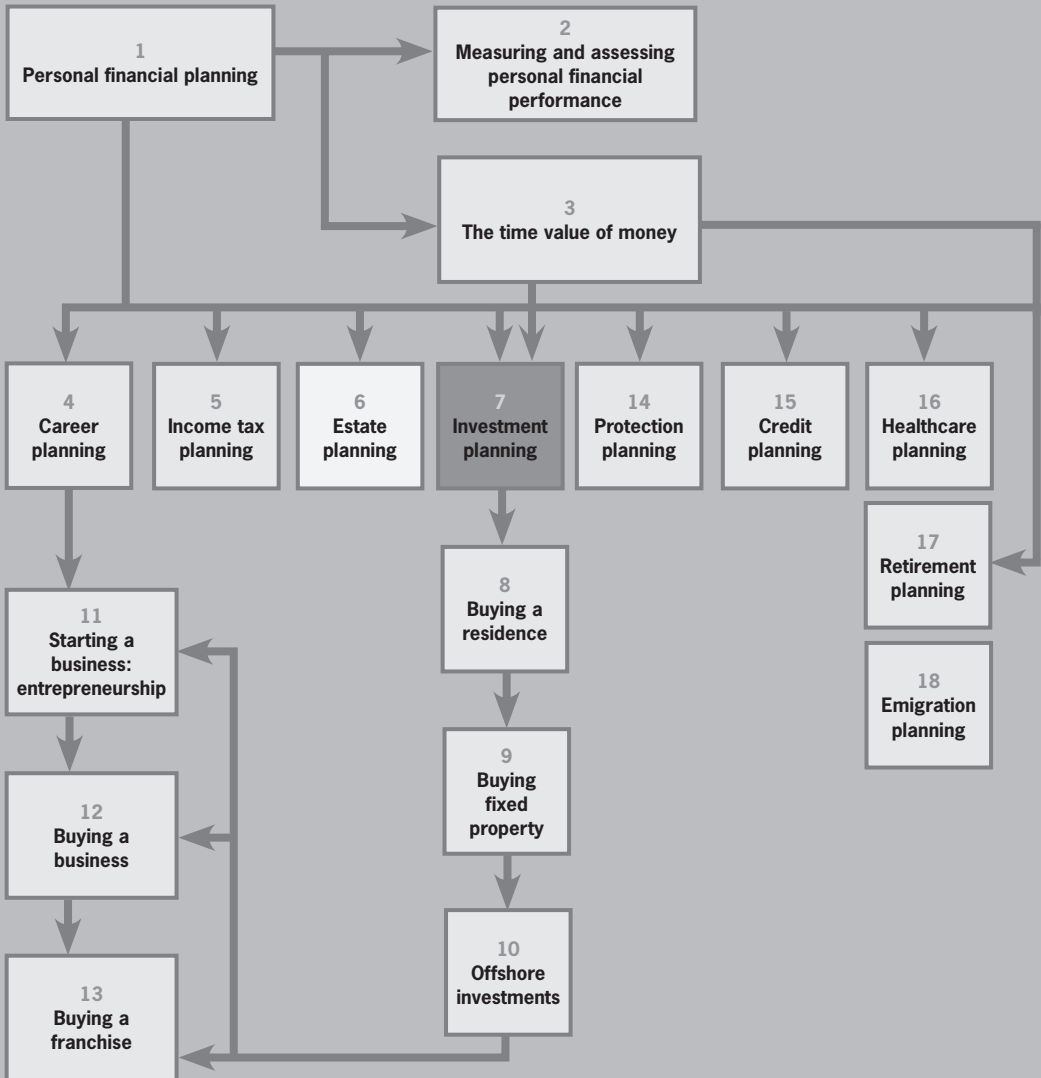 1
Personal financial planning
2
Measuring and assessing
personal financial
performance
3
The time value of money
4
Career
planning
5
Income tax
planning
6
Estate
planning
7
Investment
planning
14
Protection
planning
15
Credit
planning
16
Healthcare
planning
17
Retirement
planning
18
Emigration
planning
8
Buying a
residence
9
Buying
fixed
property
10
Offshore
investments
11
Starting a
business:
entrepreneurship
12
Buying a
business
13
Buying a
franchise